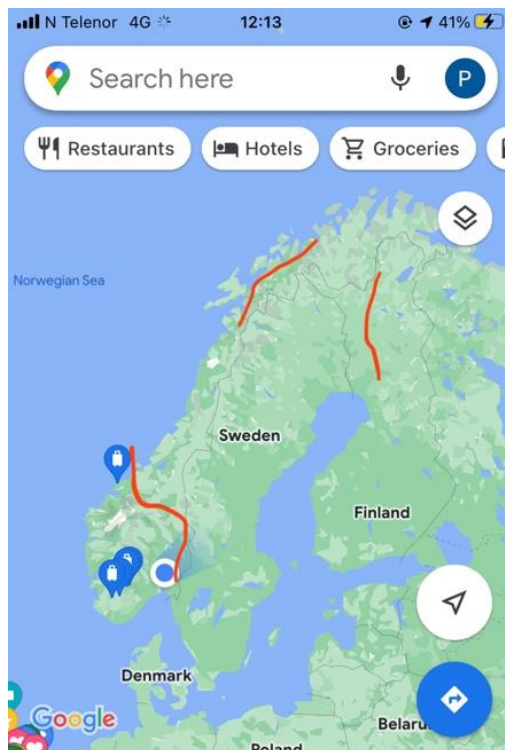 N Telenor 4G 12:13 41%
Search here
P
Restaurants Hotels Groceries
Norwegian Sea
Sweden
Finland
Denmark
Google
Belaru
Poland